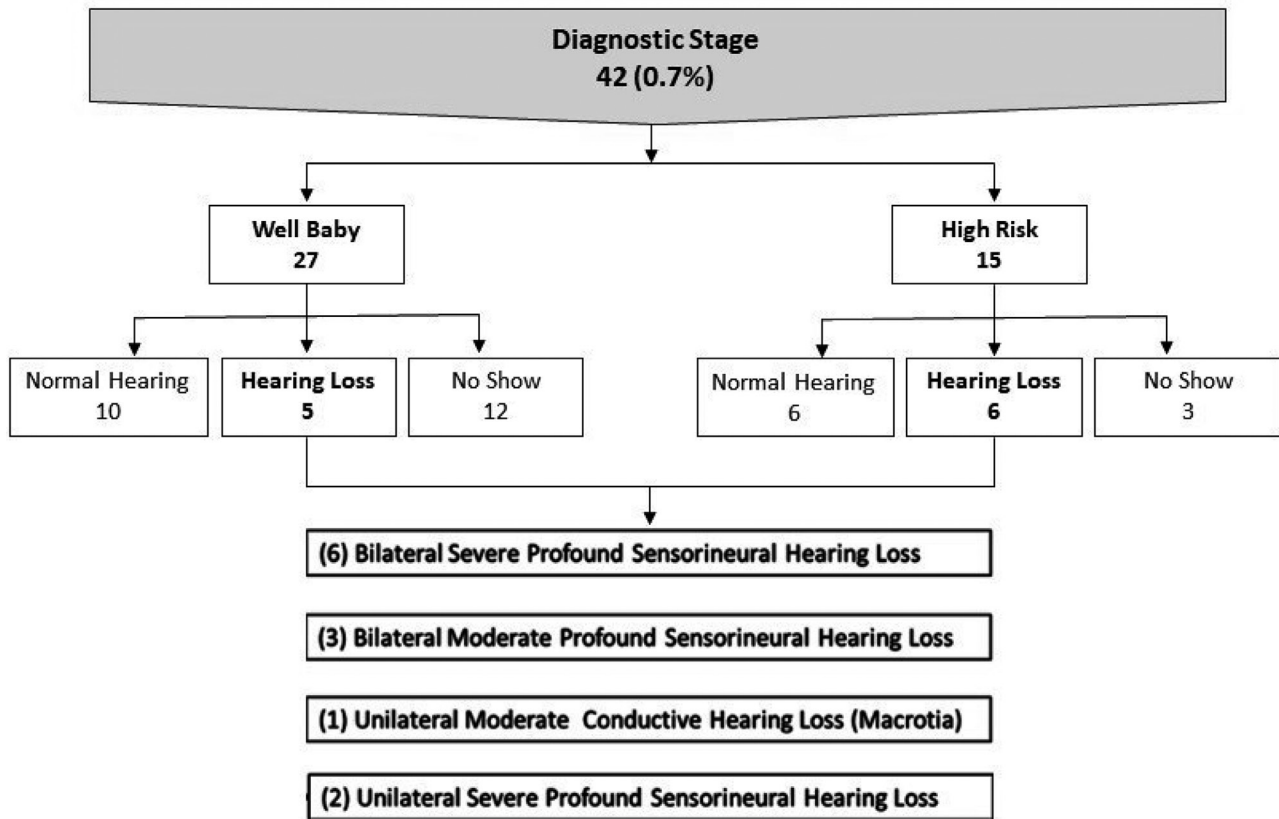 Diagnostic Stage
42 (0.7%)
Well Baby
27
High Risk
15
Normal Hearing
10
Hearing Loss
5
No Show
12
Normal Hearing
6
Hearing Loss
6
No Show
3
(6) Bilateral Severe Profound Sensorineural Hearing Loss
(3) Bilateral Moderate Profound Sensorineural Hearing Loss
(1) Unilateral Moderate Conductive Hearing Loss (Macrotia)
(2) Unilateral Severe Profound Sensorineural Hearing Loss